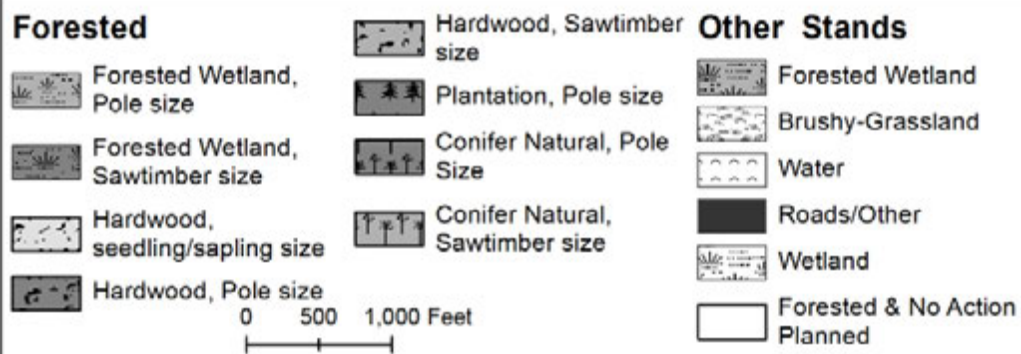 Forested
Forested Wetland,
Pole size
Forested Wetland,
Sawtimber size
Hardwood,
seedling/sapling size
Hardwood, Pole size
Hardwood, Sawtimber
size
Plantation, Pole size
Conifer Natural, Pole
Size
Conifer Natural,
Sawtimber size
0 500 1,000 Feet
Other Stands
Forested Wetland
Brushy-Grassland
Water
Roads/Other
Wetland
Forested & No Action
Planned